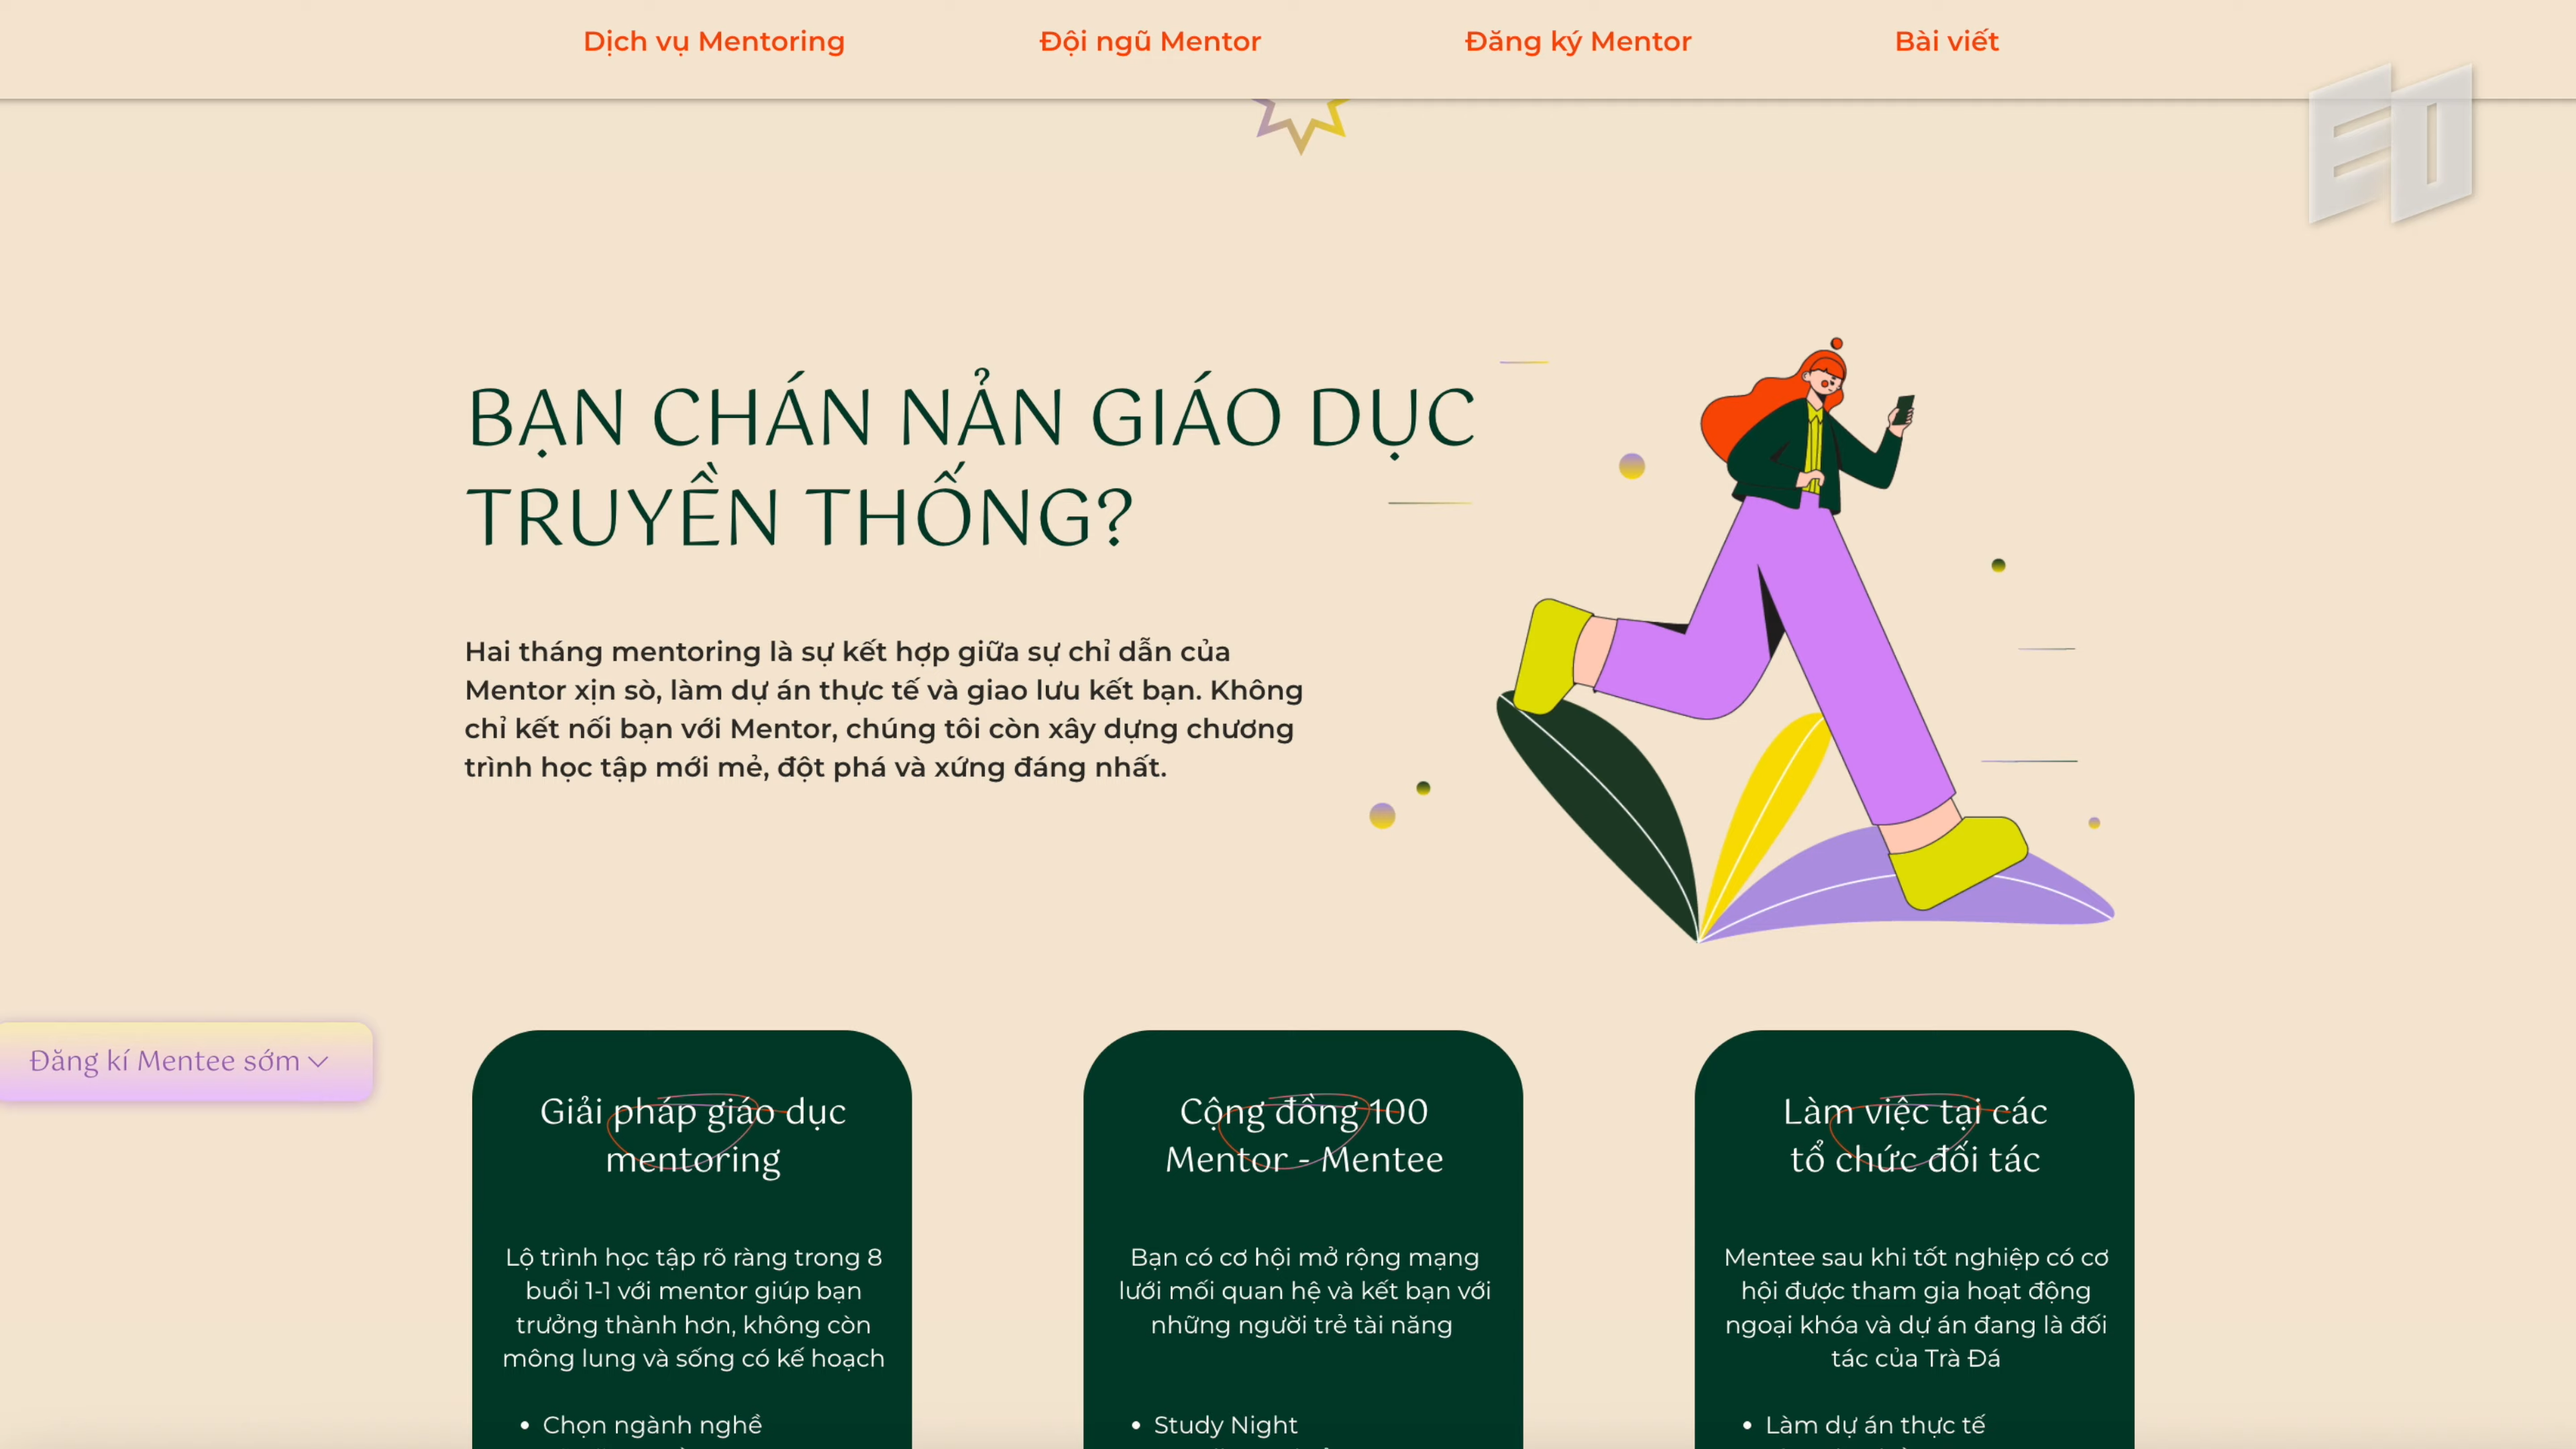 Dịch vụ Mentoring
Đội ngũ Mentor
Đăng ký Mentor
Bài viết
EO
BẠN CHÁN NẢN GIÁO DỤC
TRUYỀN THỐNG?
Hai tháng mentoring là sự kết hợp giữa sự chỉ dẫn của
Mentor xịn sò, làm dự án thực tế và giao lưu kết bạn. Không
chỉ kết nối bạn với Mentor, chúng tôi còn xây dựng chương
trình học tập mới mẻ, đột phá và xứng đáng nhất.
Đăng kí Mentee sớm
Giải pháp giáo dục
mentoring
Lộ trình học tập rõ ràng trong 8
buổi 1-1 với mentor giúp bạn
trưởng thành hơn, không còn
mông lung và sống có kế hoạch
• Chọn ngành nghề
Cộng đồng 100
Mentor - Mentee
Bạn có cơ hội mở rộng mạng
lưới mối quan hệ và kết bạn với
những người trẻ tài năng
• Study Night
Làm việc tại các
tổ chức đối tác
Mentee sau khi tốt nghiệp có cơ
hội được tham gia hoạt động
ngoại khóa và dự án đang là đối
tác của Trà Đá
• Làm dự án thực tế